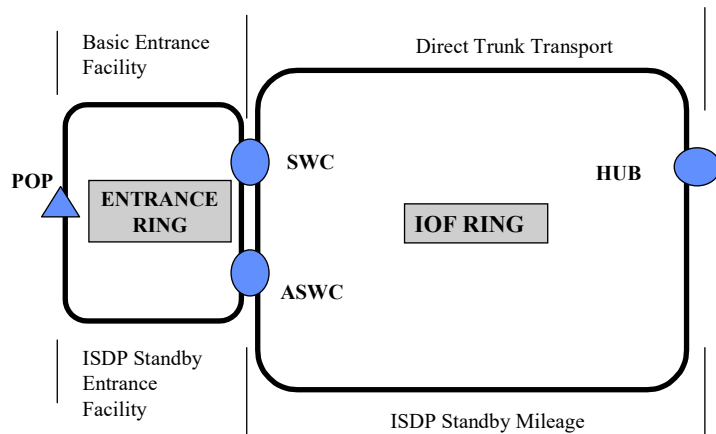 Basic Entrance
Facility
Direct Trunk Transport
POP
SWC
HUB
ENTRANCE
RING
IOF RING
ASWC
ISDP Standby
Entrance
Facility
ISDP Standby Mileage